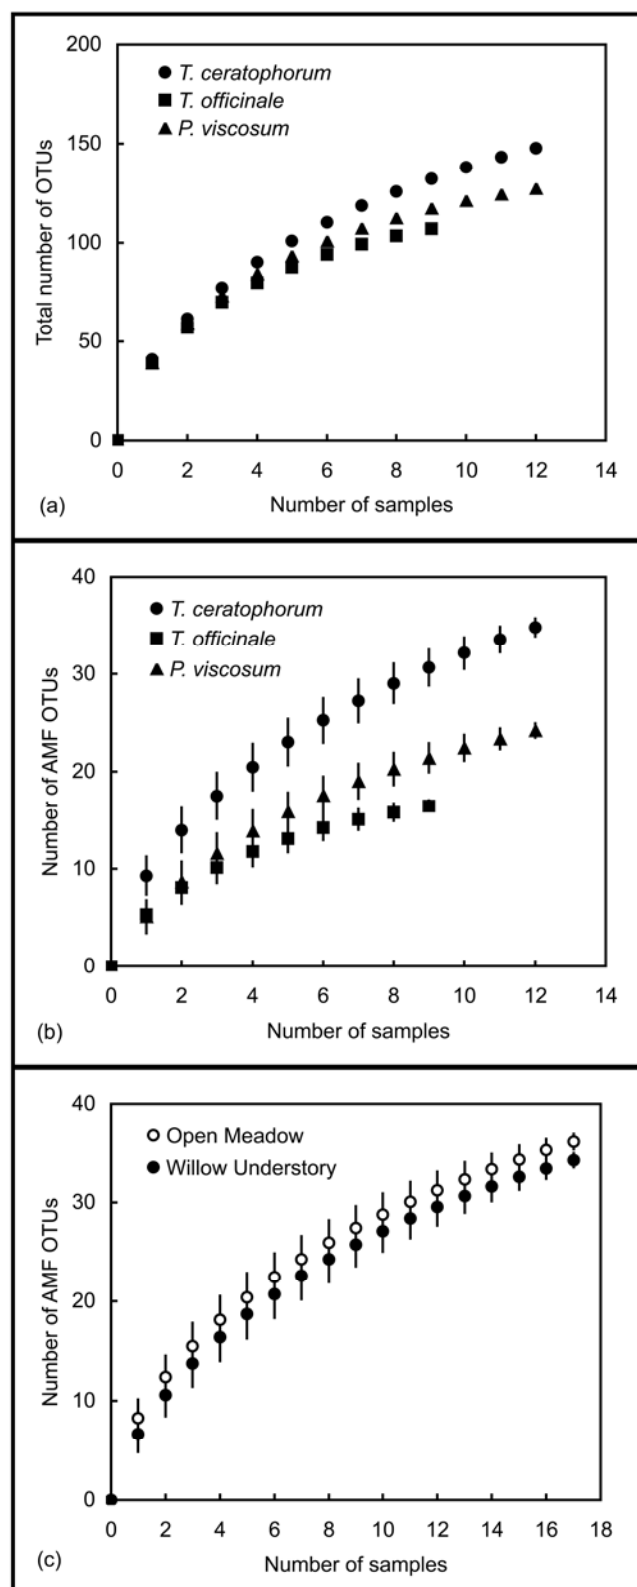 200
150
100
50
0
Total number of OTUs
T. ceratophorum
T. officinale
P. viscosum
0 2 4 6 8 10 12 14
Number of samples
(a)
40
30
20
10
0
Number of AMF OTUs
T. ceratophorum
T. officinale
P. viscosum
0 2 4 6 8 10 12 14
Number of samples
(b)
40
30
20
10
0
Number of AMF OTUs
Open Meadow
Willow Understory
0 2 4 6 8 10 12 14 16 18
Number of samples
(c)